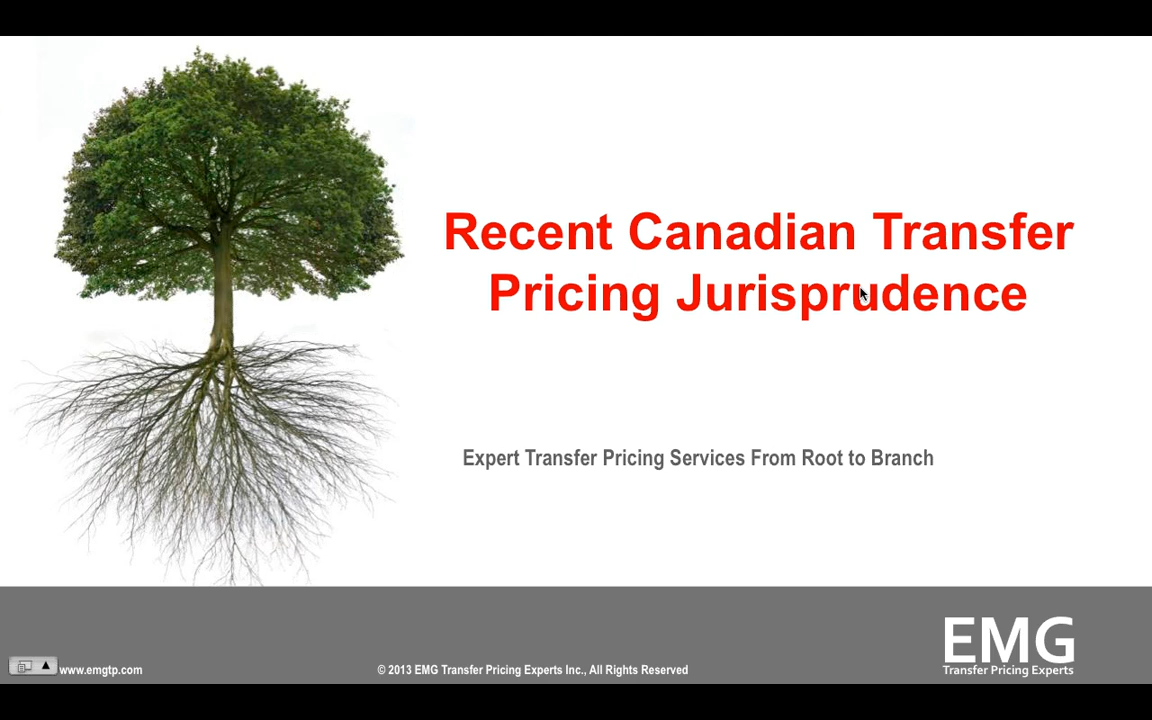 Recent Canadian Transfer
Pricing Jurisprudence
Expert Transfer Pricing Services From Root to Branch
www.emgtp.com
© 2013 EMG Transfer Pricing Experts Inc., All Rights Reserved
EMG
Transfer Pricing Experts